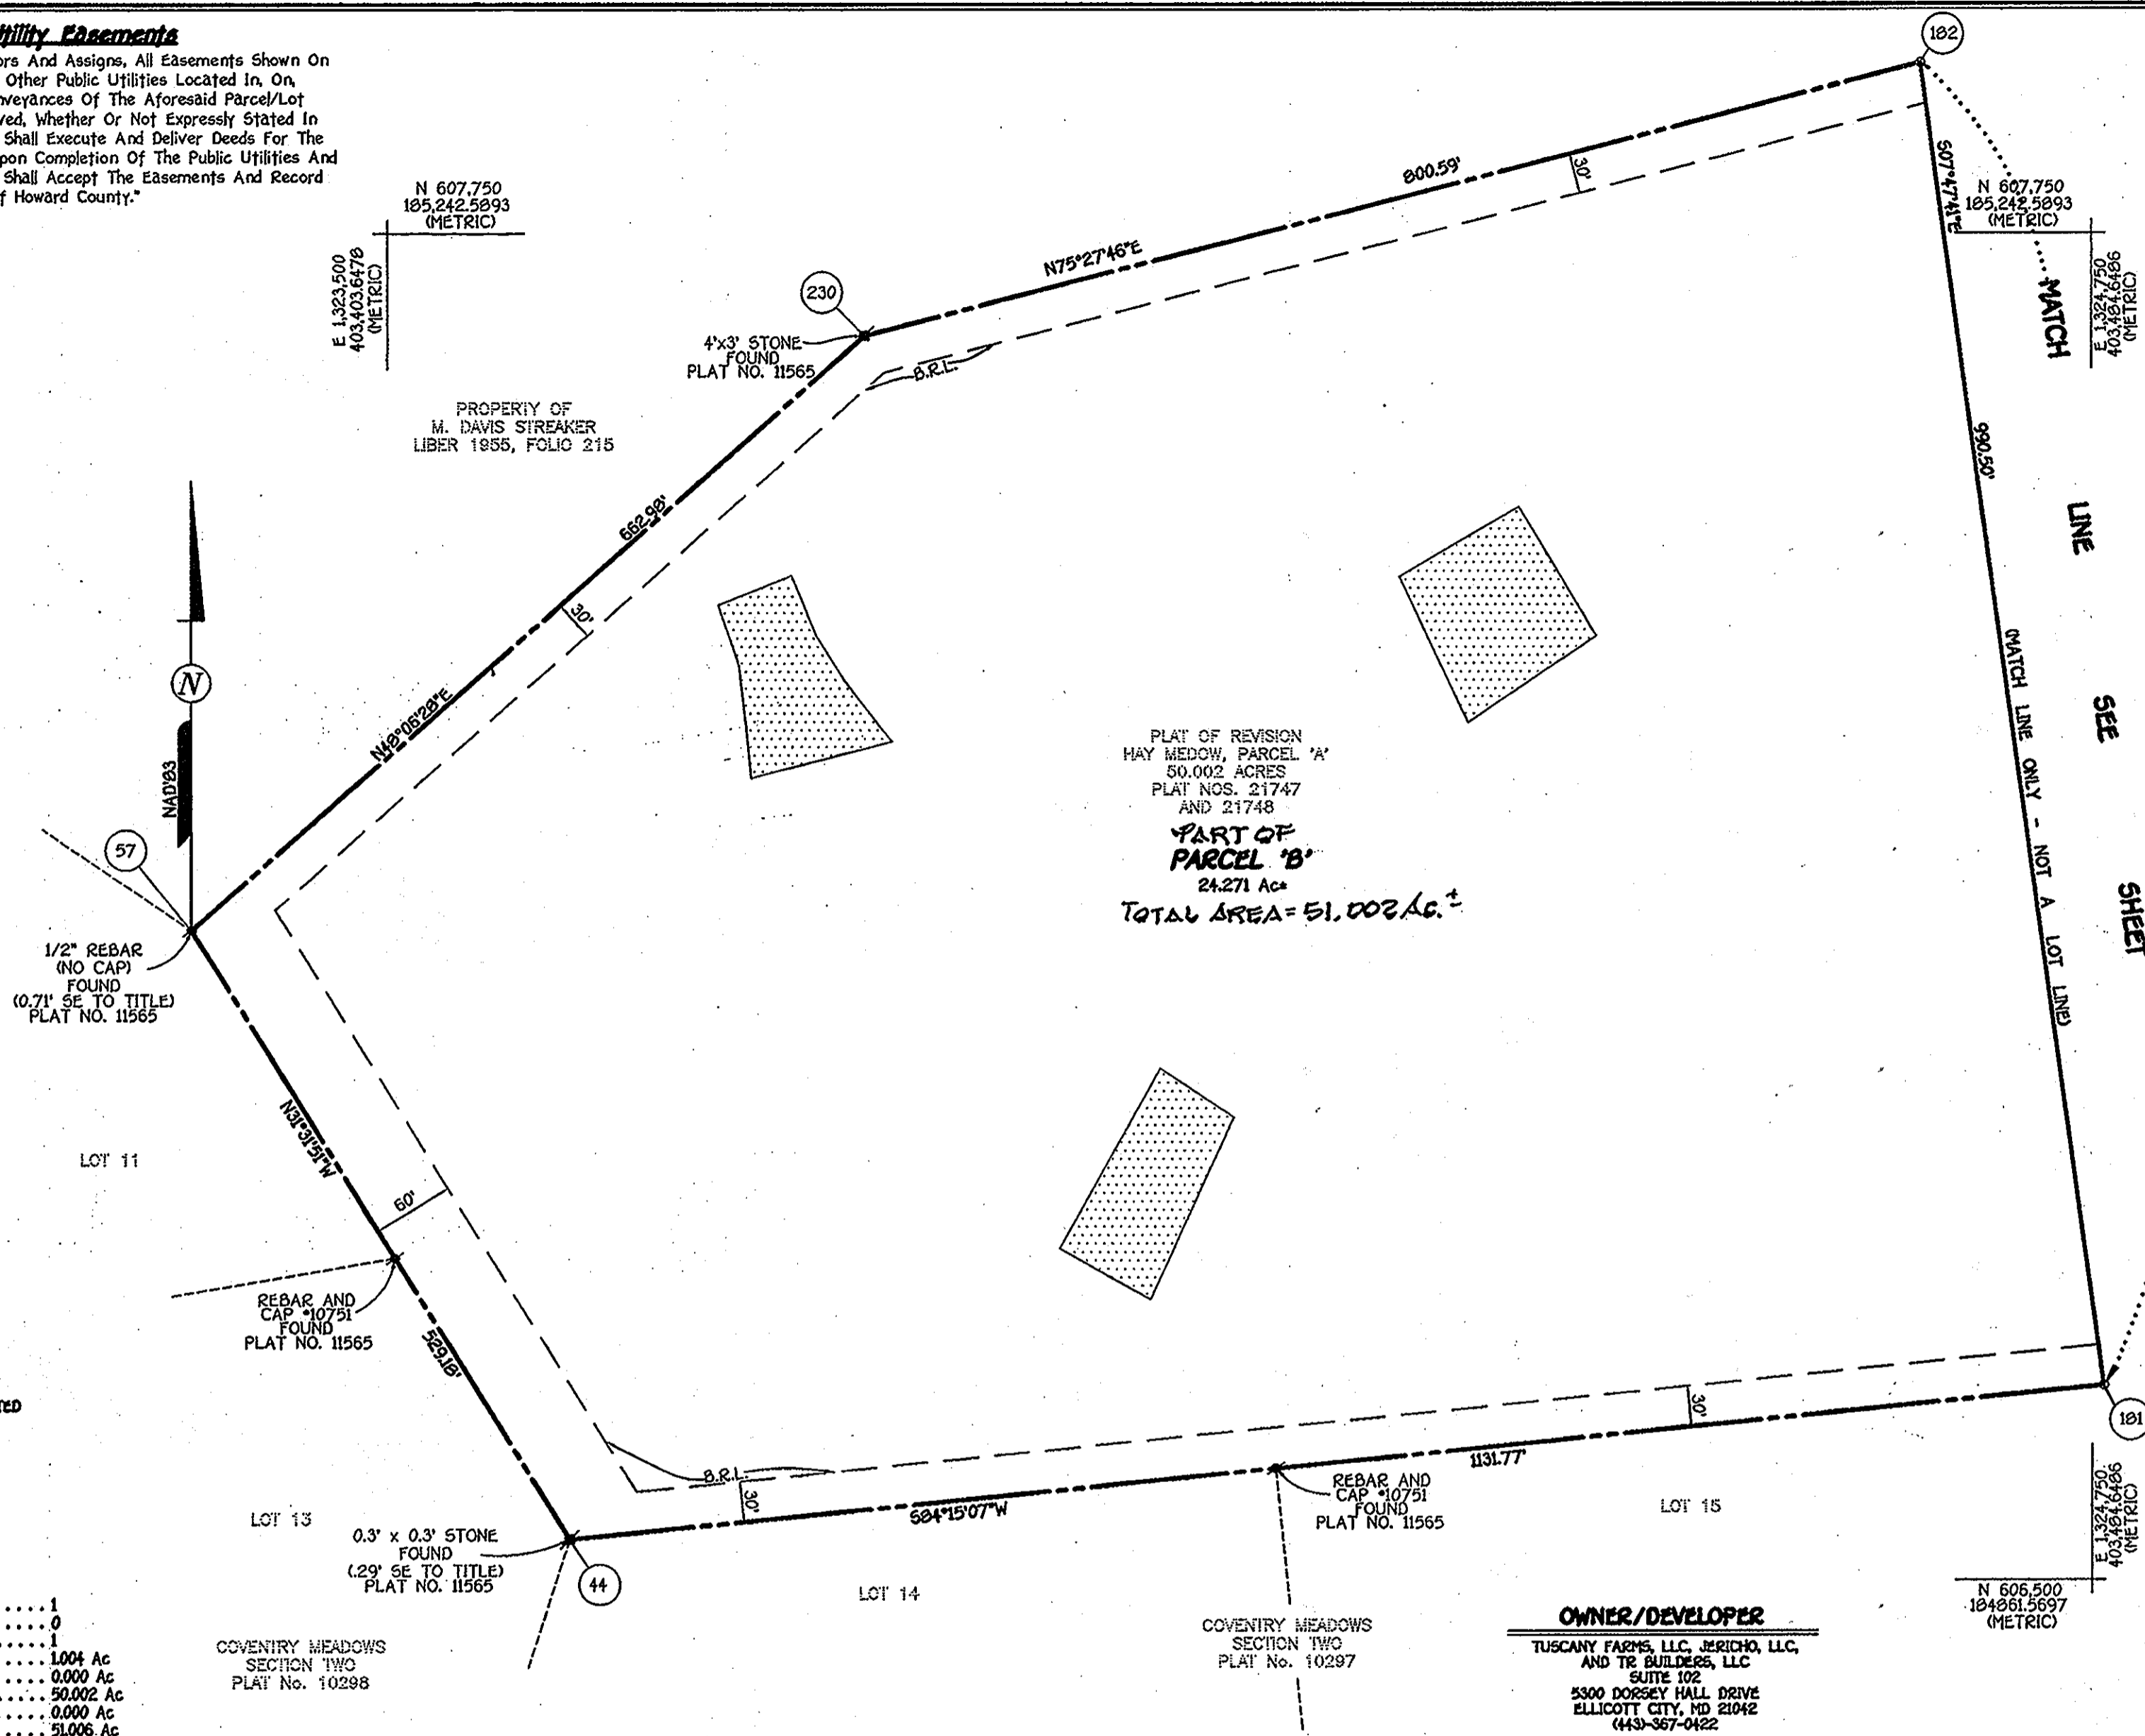 tility Easements
ors And Assigns, All Easements Shown On
Other Public Utilities Located In, On,
nveyances Of The Aforesaid Parcel/Lot
ved, Whether Or Not Expressly Stated In
Shall Execute And Deliver Deeds For The
pon Completion Of The Public Utilities And
Shall Accept The Easements And Record
f Howard County."
N 607,750
185,242.5893
(METRIC)
E 1,323,500
403,403.6478
(METRIC)
182
800.59'
30'
N75°27'46"E
S07°47'41"E
N 607,750
185,242.5893
(METRIC)
E 1,324,750
403,484.6486
(METRIC)
MATCH
LINE
SEE
SHEET
990.50'
(MATCH LINE ONLY - NOT A LOT LINE)
230
4'x3' STONE
FOUND
PLAT NO. 11565
B.R.L.
PROPERTY OF
M. DAVIS STREAKER
LIBER 1955, FOLIO 215
662.98'
30'
N48°06'28"E
N
NAD'83
57
1/2" REBAR
(NO CAP)
FOUND
(0.71' SE TO TITLE)
PLAT NO. 11565
PLAT OF REVISION
HAY MEDOW, PARCEL 'A'
50.002 ACRES
PLAT NOS. 21747
AND 21748
PART OF
PARCEL 'B'
24.271 Ac±
TOTAL AREA = 51.002 Ac.±
N31°31'51"W
LOT 11
60'
REBAR AND
CAP #10751
FOUND
PLAT NO. 11565
529.18'
TED
LOT 13
0.3' x 0.3' STONE
FOUND
(.29' SE TO TITLE)
PLAT NO. 11565
44
B.R.L.
30'
S84°15'07"W
LOT 14
REBAR AND
CAP #10751
FOUND
PLAT NO. 11565
1131.77'
30'
LOT 15
181
E 1,324,750
403,484.6486
(METRIC)
N 606,500
184861.5697
(METRIC)
COVENTRY MEADOWS
SECTION TWO
PLAT No. 10298
COVENTRY MEADOWS
SECTION TWO
PLAT No. 10297
OWNER/DEVELOPER
TUSCANY FARMS, LLC, JERICHO, LLC,
AND TR BUILDERS, LLC
SUITE 102
5300 DORSEY HALL DRIVE
ELLICOTT CITY, MD 21042
(443)-367-0422
....1
....0
.....1
.....1.004 Ac
.....0.000 Ac
.....50.002 Ac
.....0.000 Ac
.....51.006 Ac